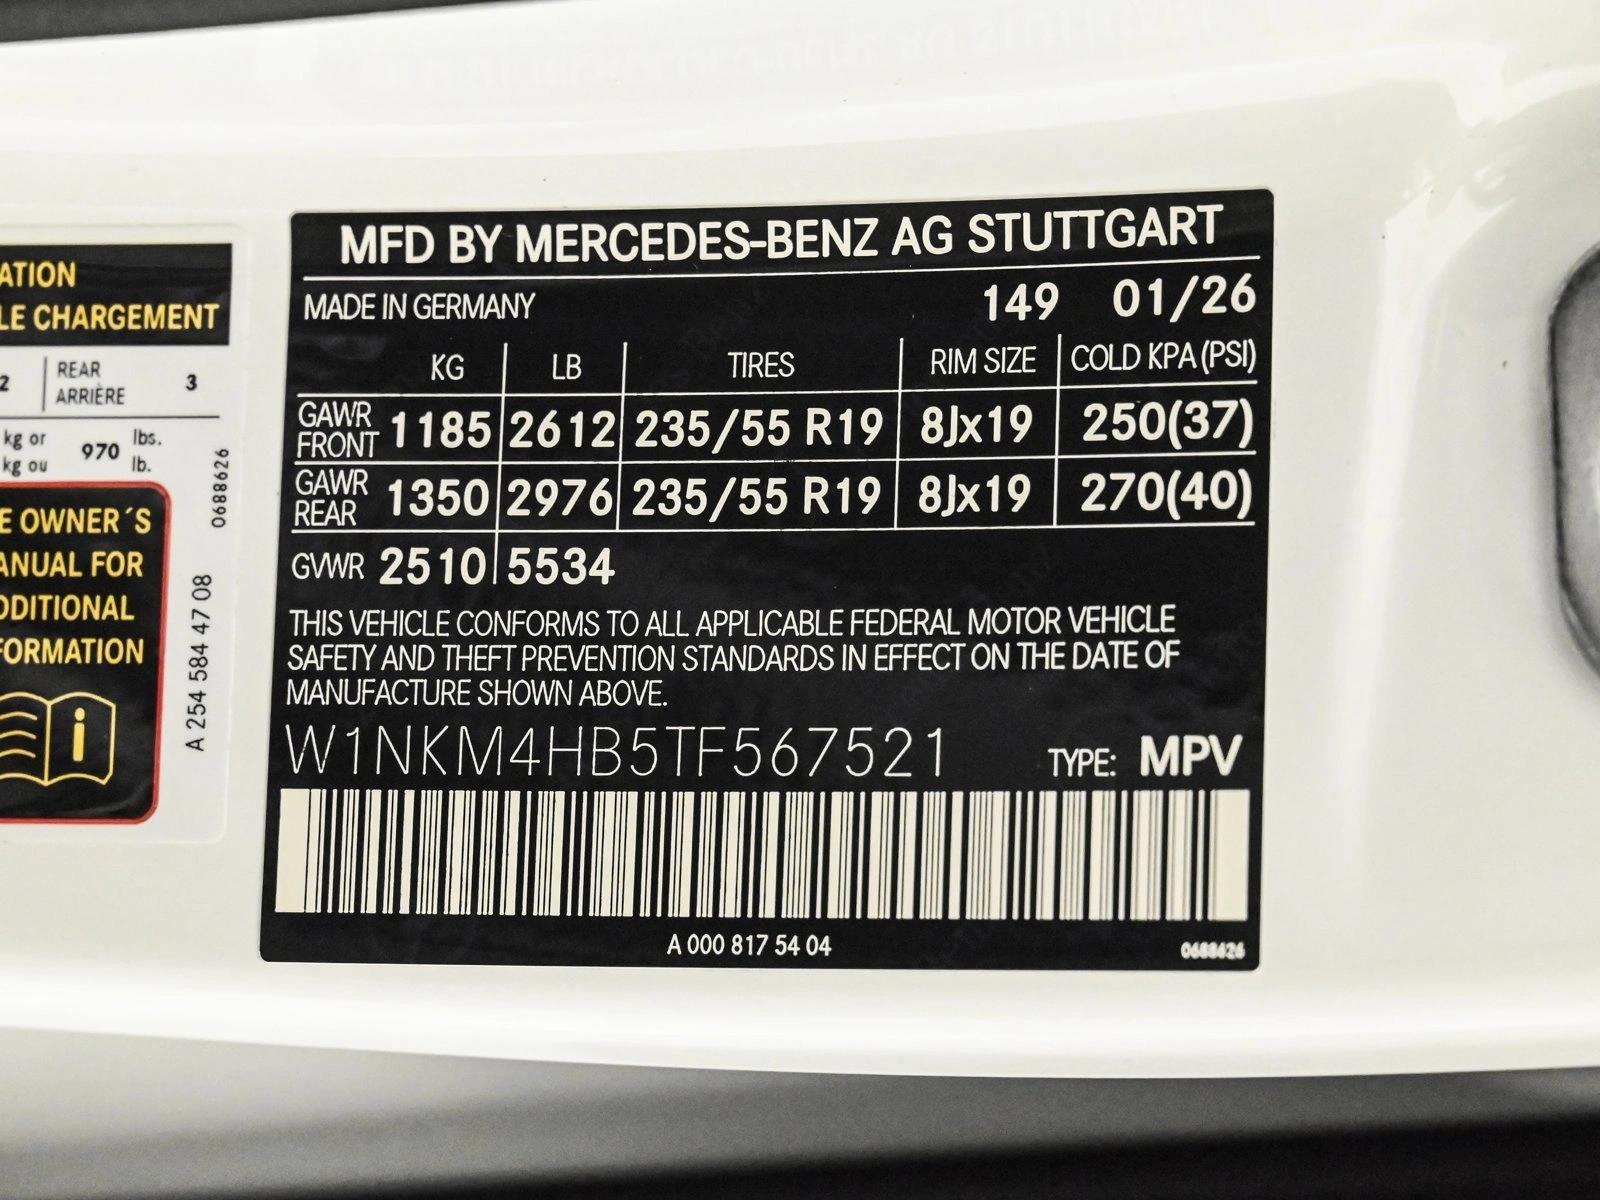 ATION
LE CHARGEMENT
2 REAR ARRIÈRE 3
kg or
kg ou 970 lbs.
lb.
0688626
E OWNER´S
ANUAL FOR
DDITIONAL
FORMATION
i
A 254 584 47 08
MFD BY MERCEDES-BENZ AG STUTTGART
MADE IN GERMANY 149 01/26
KG LB TIRES RIM SIZE COLD KPA (PSI)
GAWR FRONT 1185 2612 235/55 R19 8Jx19 250(37)
GAWR REAR 1350 2976 235/55 R19 8Jx19 270(40)
GVWR 2510 5534
THIS VEHICLE CONFORMS TO ALL APPLICABLE FEDERAL MOTOR VEHICLE
SAFETY AND THEFT PREVENTION STANDARDS IN EFFECT ON THE DATE OF
MANUFACTURE SHOWN ABOVE.
W1NKM4HB5TF567521 TYPE: MPV
A 000 817 54 04 0688626